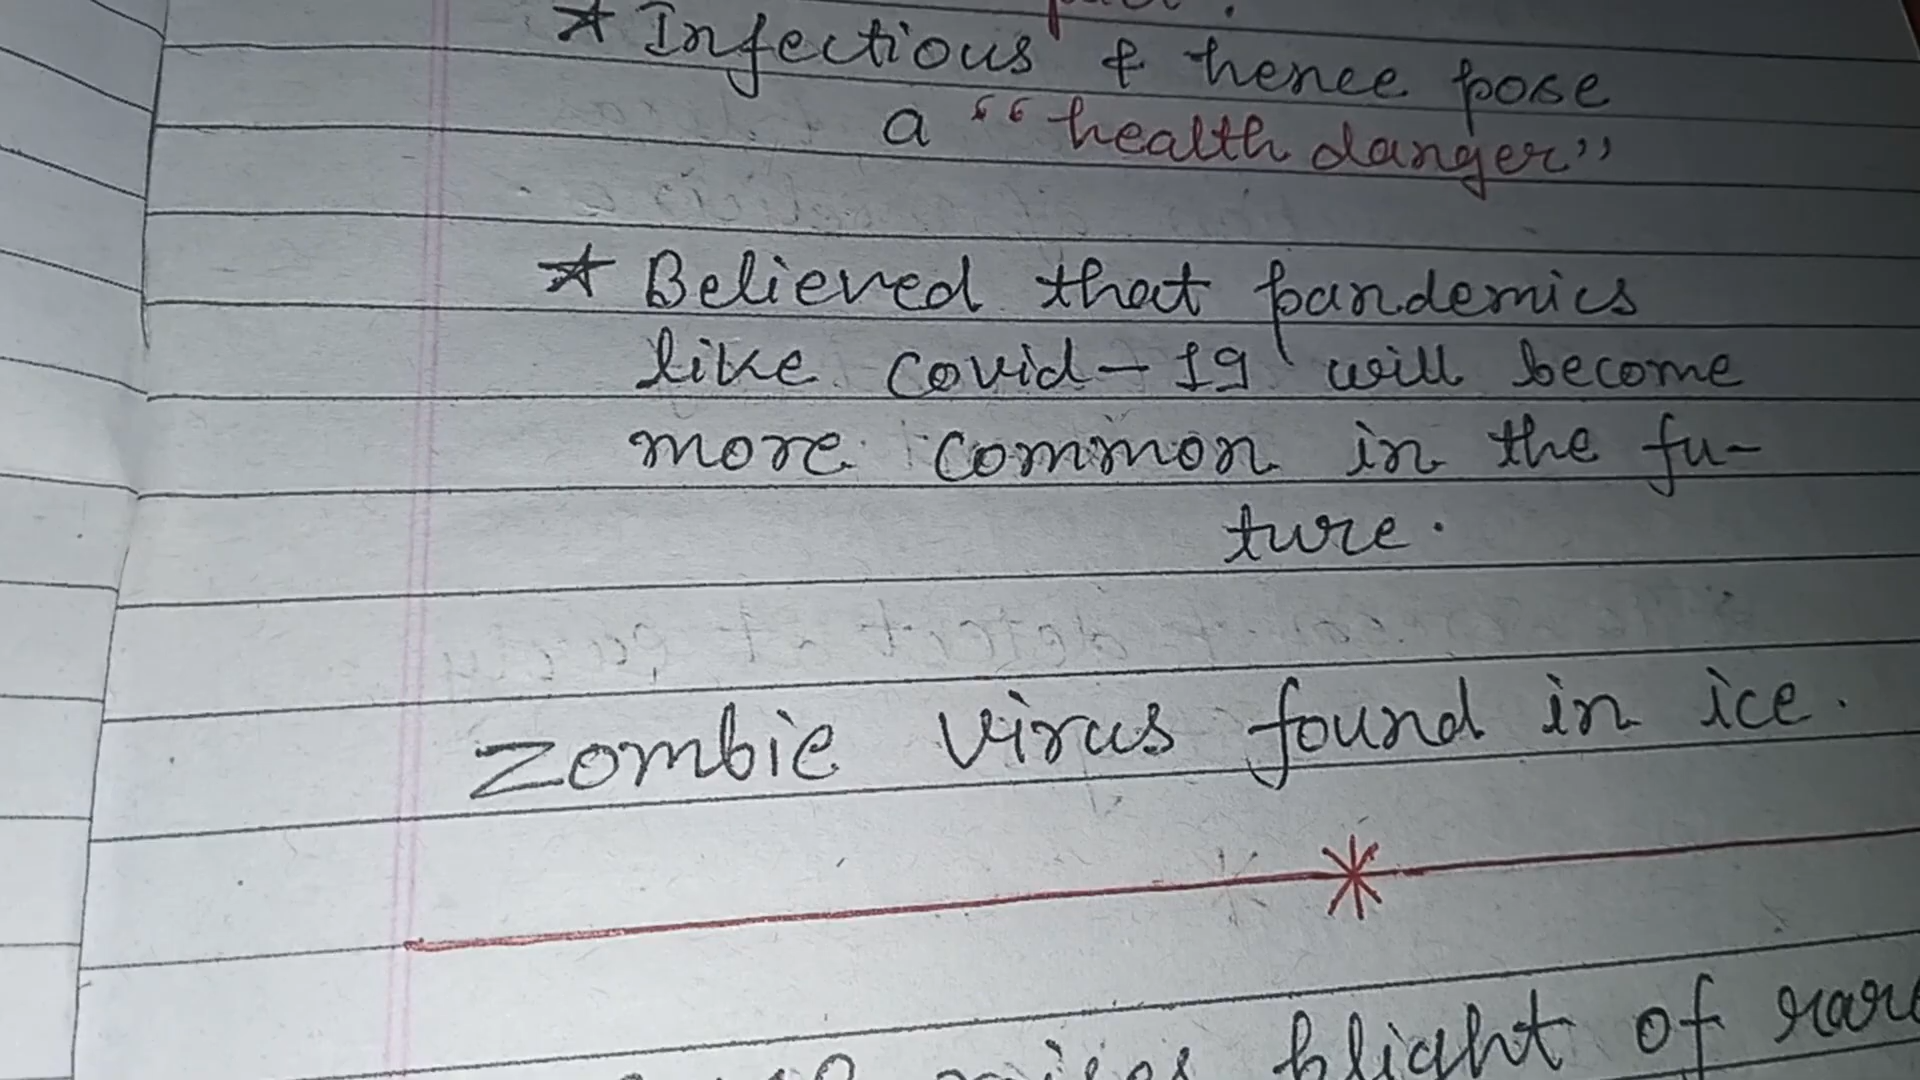 ★ Infectious & hence pose
a “health danger”
★ Believed that pandemics
like covid-19 will become
more common in the fu-
ture.
Zombie virus found in ice.
blight of rare